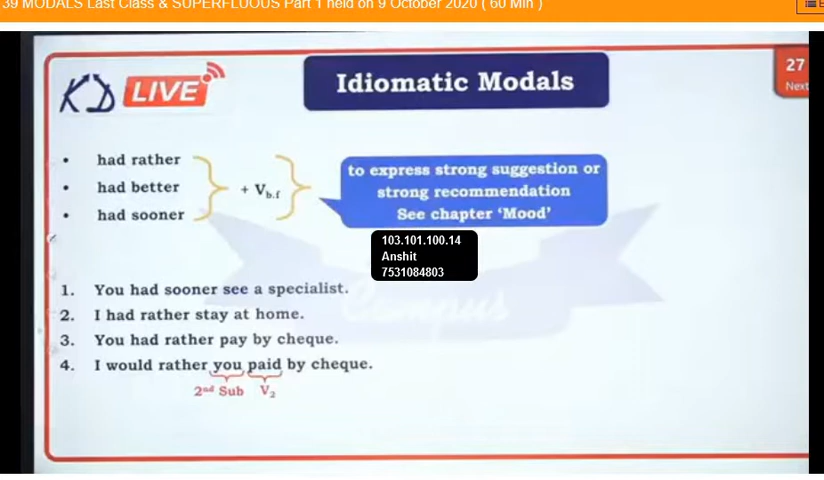 39 MODALS Last Class & SUPERFLUOUS Part 1 held on 9 October 2020 ( 60 Min )
KD LIVE
Idiomatic Modals
27
Next
• had rather
• had better
• had sooner
+ Vb.f
to express strong suggestion or
strong recommendation
See chapter ‘Mood’
103.101.100.14
Anshit
7531084803
Campus
1. You had sooner see a specialist.
2. I had rather stay at home.
3. You had rather pay by cheque.
4. I would rather you paid by cheque.
2nd Sub V2